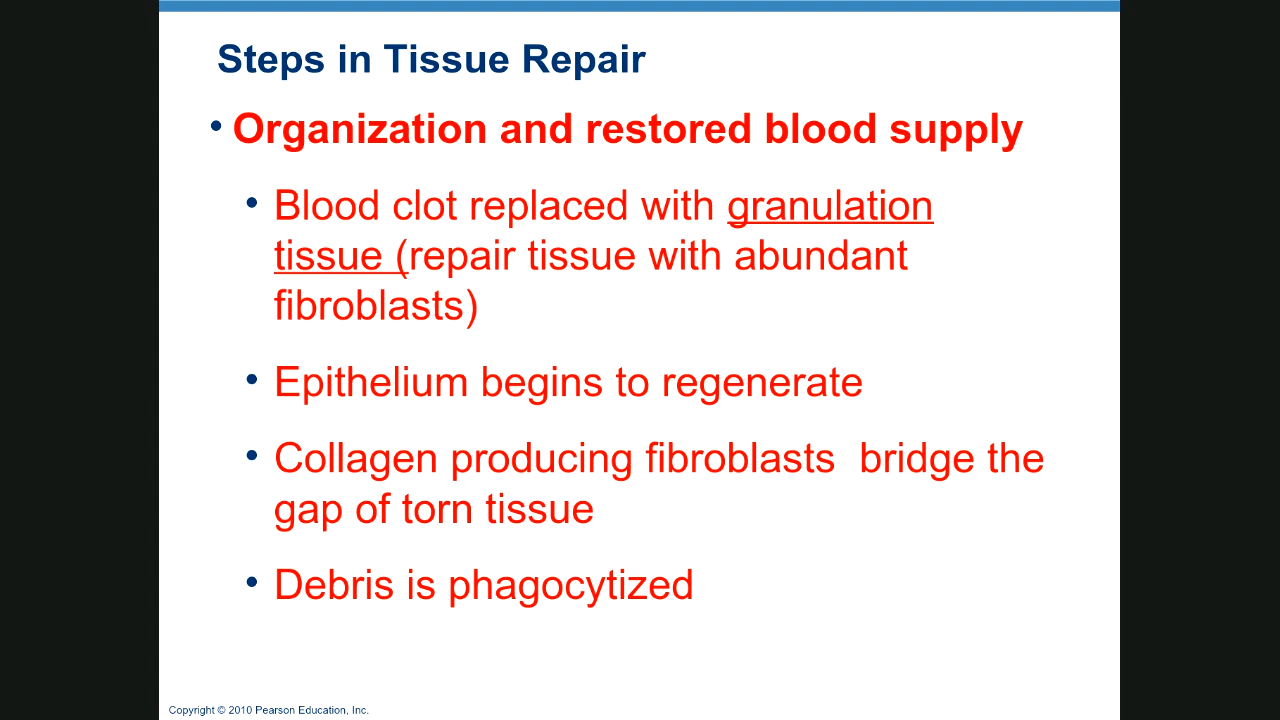 Steps in Tissue Repair
• Organization and restored blood supply
• Blood clot replaced with granulation
tissue (repair tissue with abundant
fibroblasts)
• Epithelium begins to regenerate
• Collagen producing fibroblasts  bridge the
gap of torn tissue
• Debris is phagocytized
Copyright © 2010 Pearson Education, Inc.